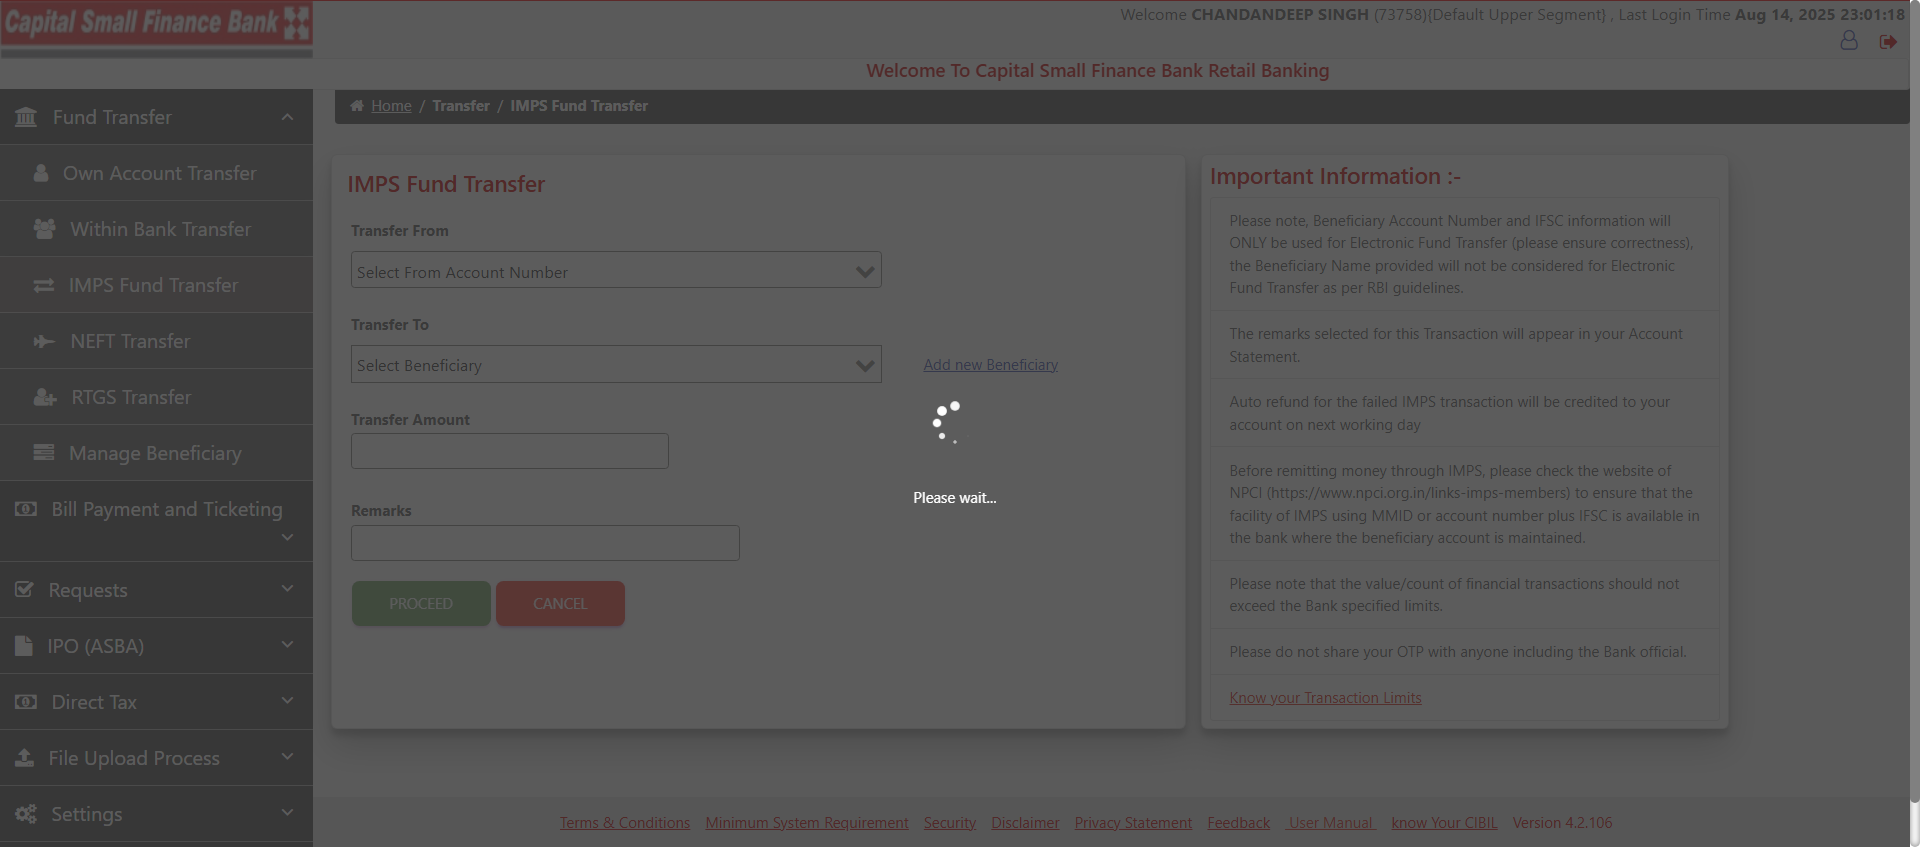 Capital Small Finance Bank
Welcome CHANDANDEEP SINGH (73758){Default Upper Segment} , Last Login Time Aug 14, 2025 23:01:18
Welcome To Capital Small Finance Bank Retail Banking
Home / Transfer / IMPS Fund Transfer
Fund Transfer
Own Account Transfer
Within Bank Transfer
IMPS Fund Transfer
NEFT Transfer
RTGS Transfer
Manage Beneficiary
Bill Payment and Ticketing
Requests
IPO (ASBA)
Direct Tax
File Upload Process
Settings
IMPS Fund Transfer
Transfer From
Select From Account Number
Transfer To
Select Beneficiary
Add new Beneficiary
Transfer Amount
Remarks
PROCEED
CANCEL
Please wait...
Important Information :-
Please note, Beneficiary Account Number and IFSC information will
ONLY be used for Electronic Fund Transfer (please ensure correctness),
the Beneficiary Name provided will not be considered for Electronic
Fund Transfer as per RBI guidelines.
The remarks selected for this Transaction will appear in your Account
Statement.
Auto refund for the failed IMPS transaction will be credited to your
account on next working day
Before remitting money through IMPS, please check the website of
NPCI (https://www.npci.org.in/links-imps-members) to ensure that the
facility of IMPS using MMID or account number plus IFSC is available in
the bank where the beneficiary account is maintained.
Please note that the value/count of financial transactions should not
exceed the Bank specified limits.
Please do not share your OTP with anyone including the Bank official.
Know your Transaction Limits
Terms & Conditions Minimum System Requirement Security Disclaimer Privacy Statement Feedback User Manual know Your CIBIL Version 4.2.106